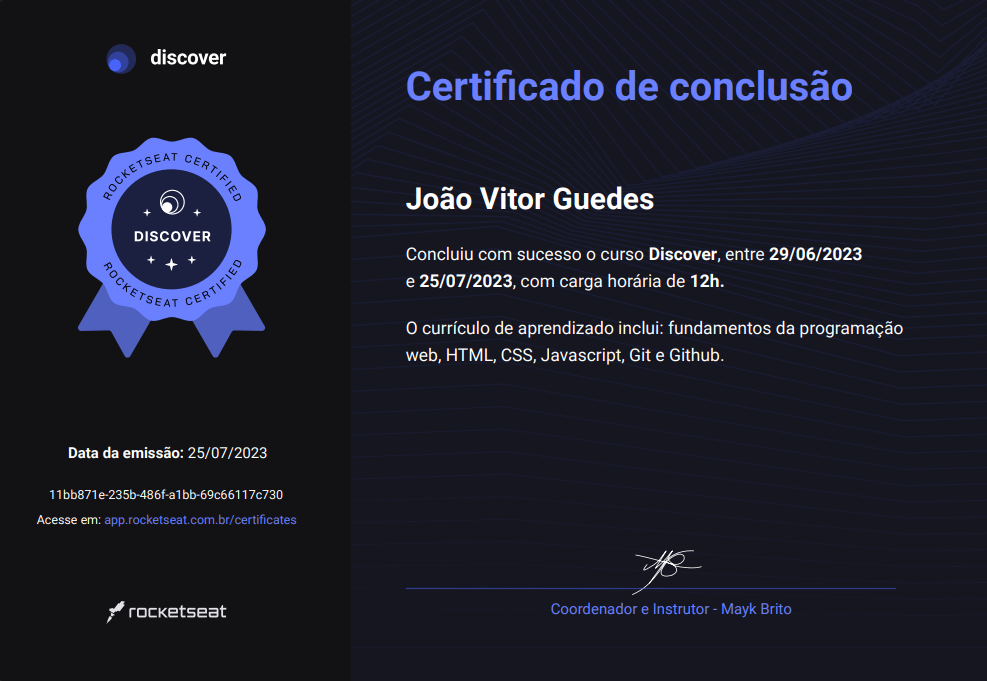 discover
ROCKETSEAT CERTIFIED
DISCOVER
ROCKETSEAT CERTIFIED
Data da emissão: 25/07/2023
11bb871e-235b-486f-a1bb-69c66117c730
Acesse em: app.rocketseat.com.br/certificates
rocketseat
Certificado de conclusão
João Vitor Guedes
Concluiu com sucesso o curso Discover, entre 29/06/2023
e 25/07/2023, com carga horária de 12h.
O currículo de aprendizado inclui: fundamentos da programação
web, HTML, CSS, Javascript, Git e Github.
Coordenador e Instrutor - Mayk Brito